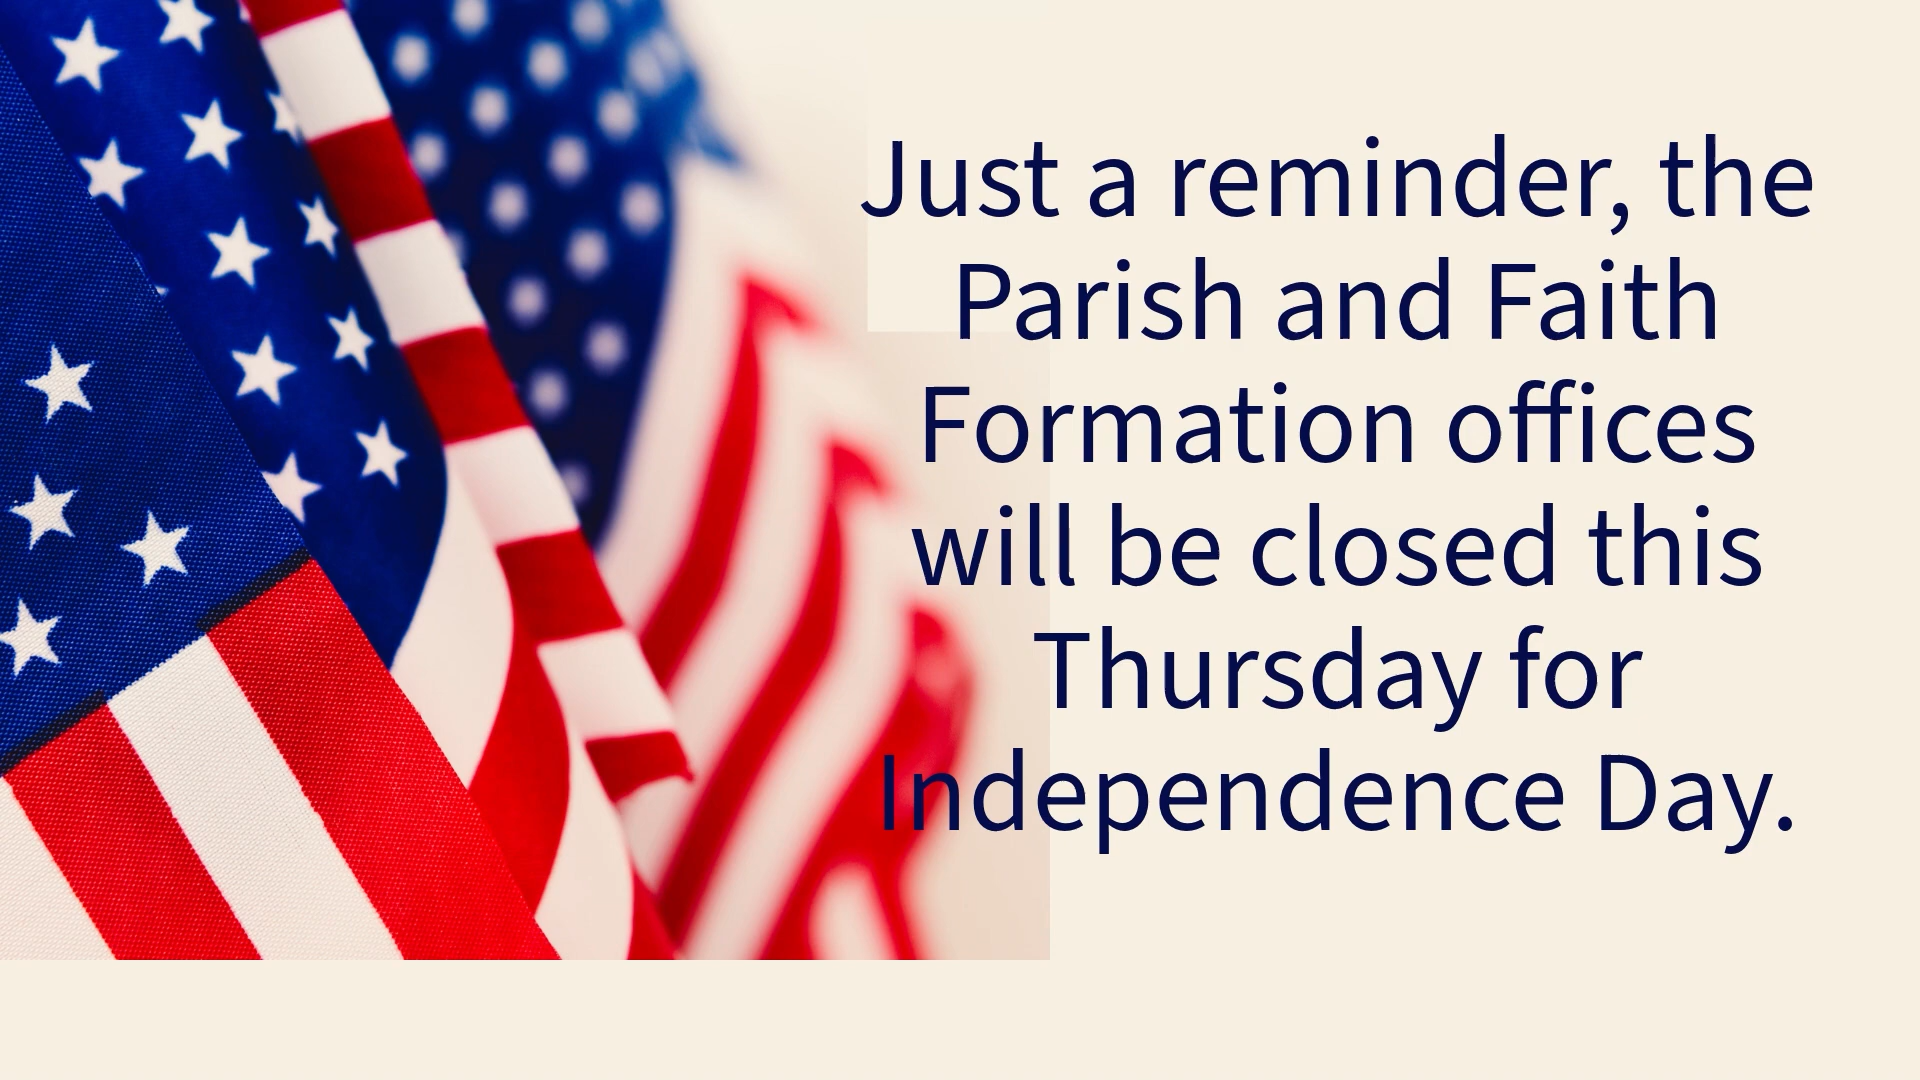 Just a reminder, the
Parish and Faith
Formation offices
will be closed this
Thursday for
Independence Day.